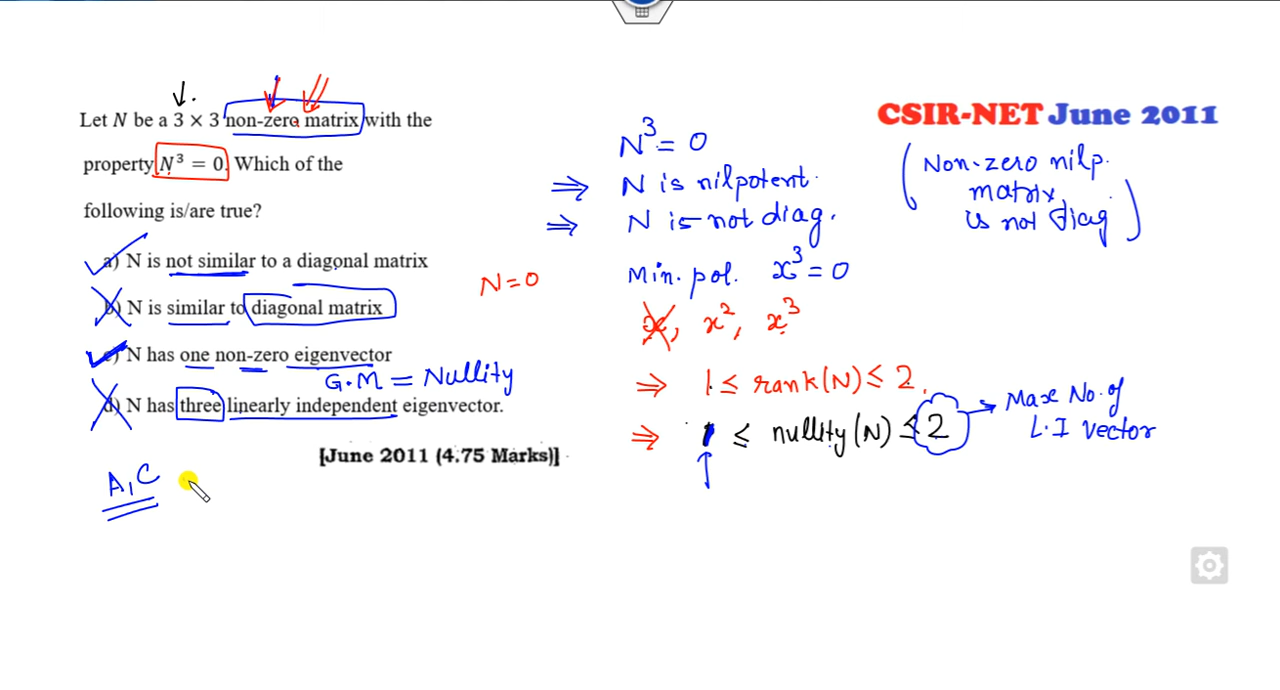 Let N be a 3 × 3 non-zero matrix with the
property N³ = 0. Which of the
following is/are true?
a) N is not similar to a diagonal matrix
b) N is similar to diagonal matrix
c) N has one non-zero eigenvector
G.M = Nullity
d) N has three linearly independent eigenvector.
[June 2011 (4.75 Marks)]
A, C
N=0
CSIR-NET June 2011
N³ = 0
⇒ N is nilpotent.
⇒ N is not diag.
(Non-zero nilp.
matrix
is not diag)
Min. pol. x³ = 0
x, x², x³
⇒ 1 ≤ rank(N) ≤ 2.
⇒ 1 ≤ nullity(N) ≤ 2 → Max No. of
L.I vector